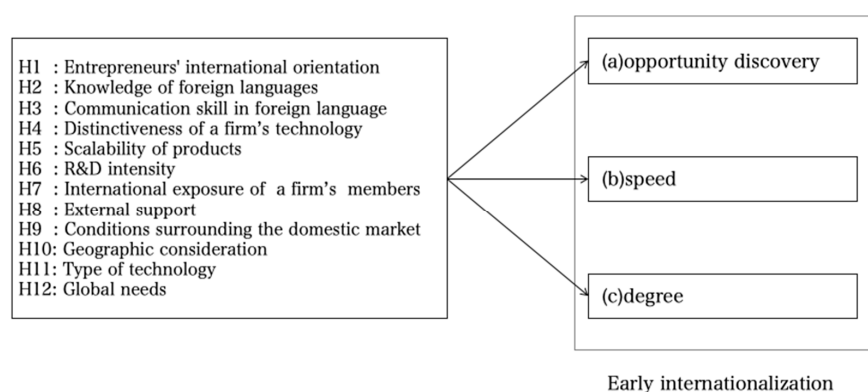 H1 : Entrepreneurs' international orientation
H2 : Knowledge of foreign languages
H3 : Communication skill in foreign language
H4 : Distinctiveness of a firm's technology
H5 : Scalability of products
H6 : R&D intensity
H7 : International exposure of a firm's members
H8 : External support
H9 : Conditions surrounding the domestic market
H10: Geographic consideration
H11: Type of technology
H12: Global needs
(a)opportunity discovery
(b)speed
(c)degree
Early internationalization